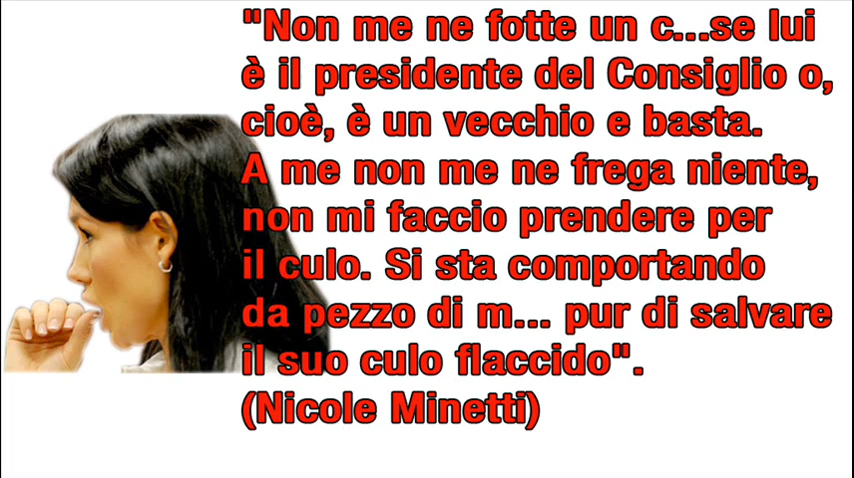 "Non me ne fotte un c...se lui
è il presidente del Consiglio o,
cioè, è un vecchio e basta.
A me non me ne frega niente,
non mi faccio prendere per
il culo. Si sta comportando
da pezzo di m... pur di salvare
il suo culo flaccido".
(Nicole Minetti)